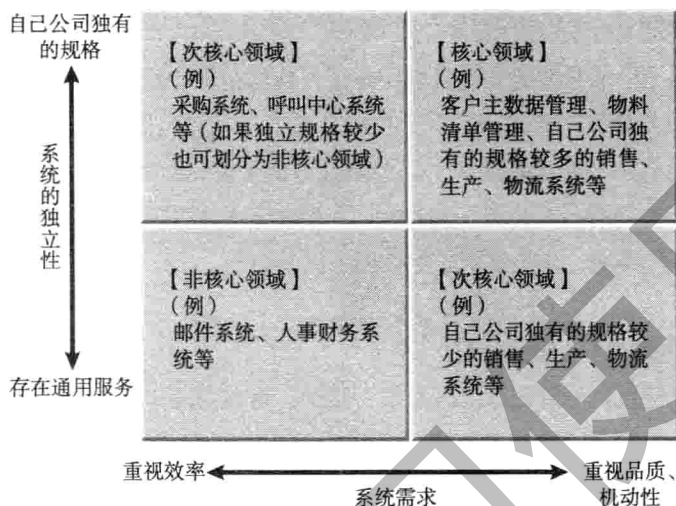 自己公司独有
的规格
系统的独立性
存在通用服务
【次核心领域】
（例）
采购系统、呼叫中心系统
等（如果独立规格较少
也可划分为非核心领域）
【核心领域】
（例）
客户主数据管理、物料
清单管理、自己公司独
有的规格较多的销售、
生产、物流系统等
【非核心领域】
（例）
邮件系统、人事财务系
统等
【次核心领域】
（例）
自己公司独有的规格较
少的销售、生产、物流
系统等
重视效率
系统需求
重视品质、
机动性